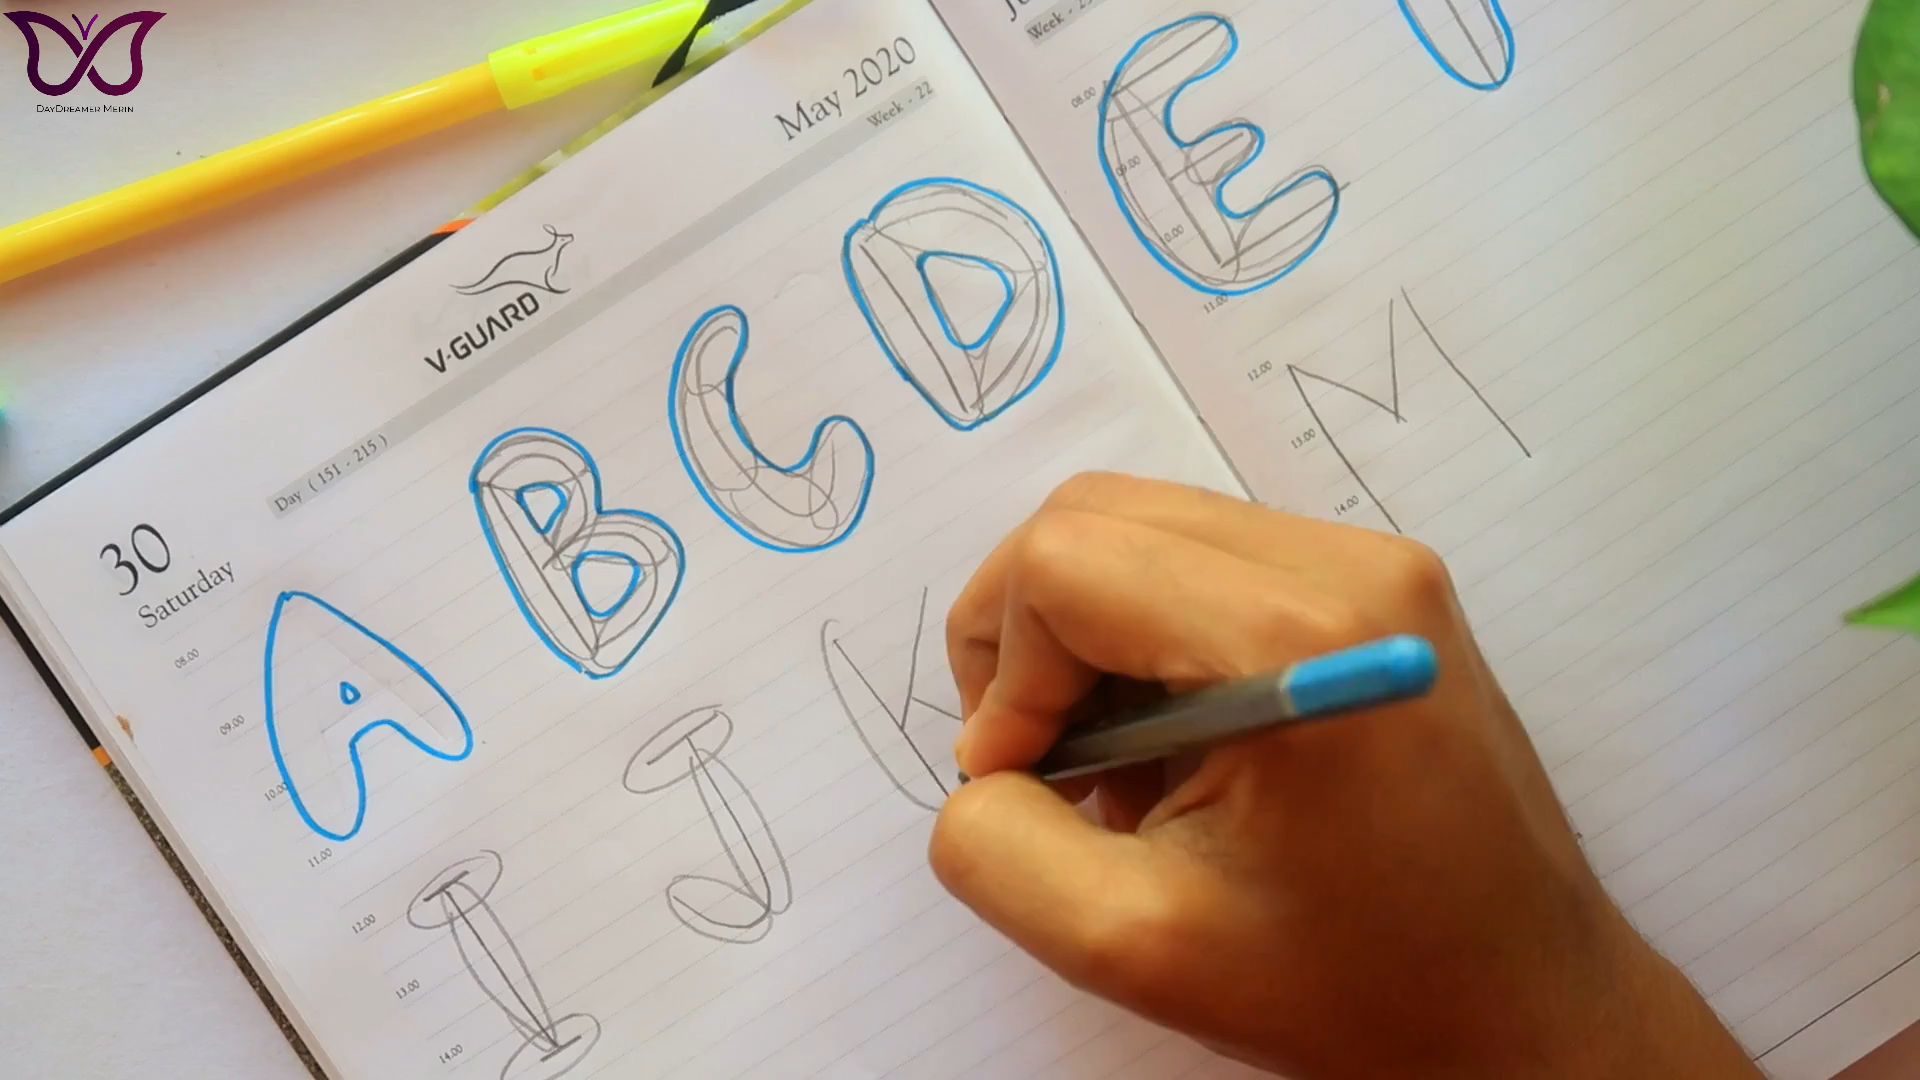 DAYDREAMER MERIN
May 2020
Week - 22
V-GUARD
Day ( 151 - 215 )
30
Saturday
08.00
09.00
10.00
11.00
12.00
13.00
14.00
A B C D
I J K
Week -
08.00
09.00
10.00
11.00
12.00
13.00
14.00
E
M